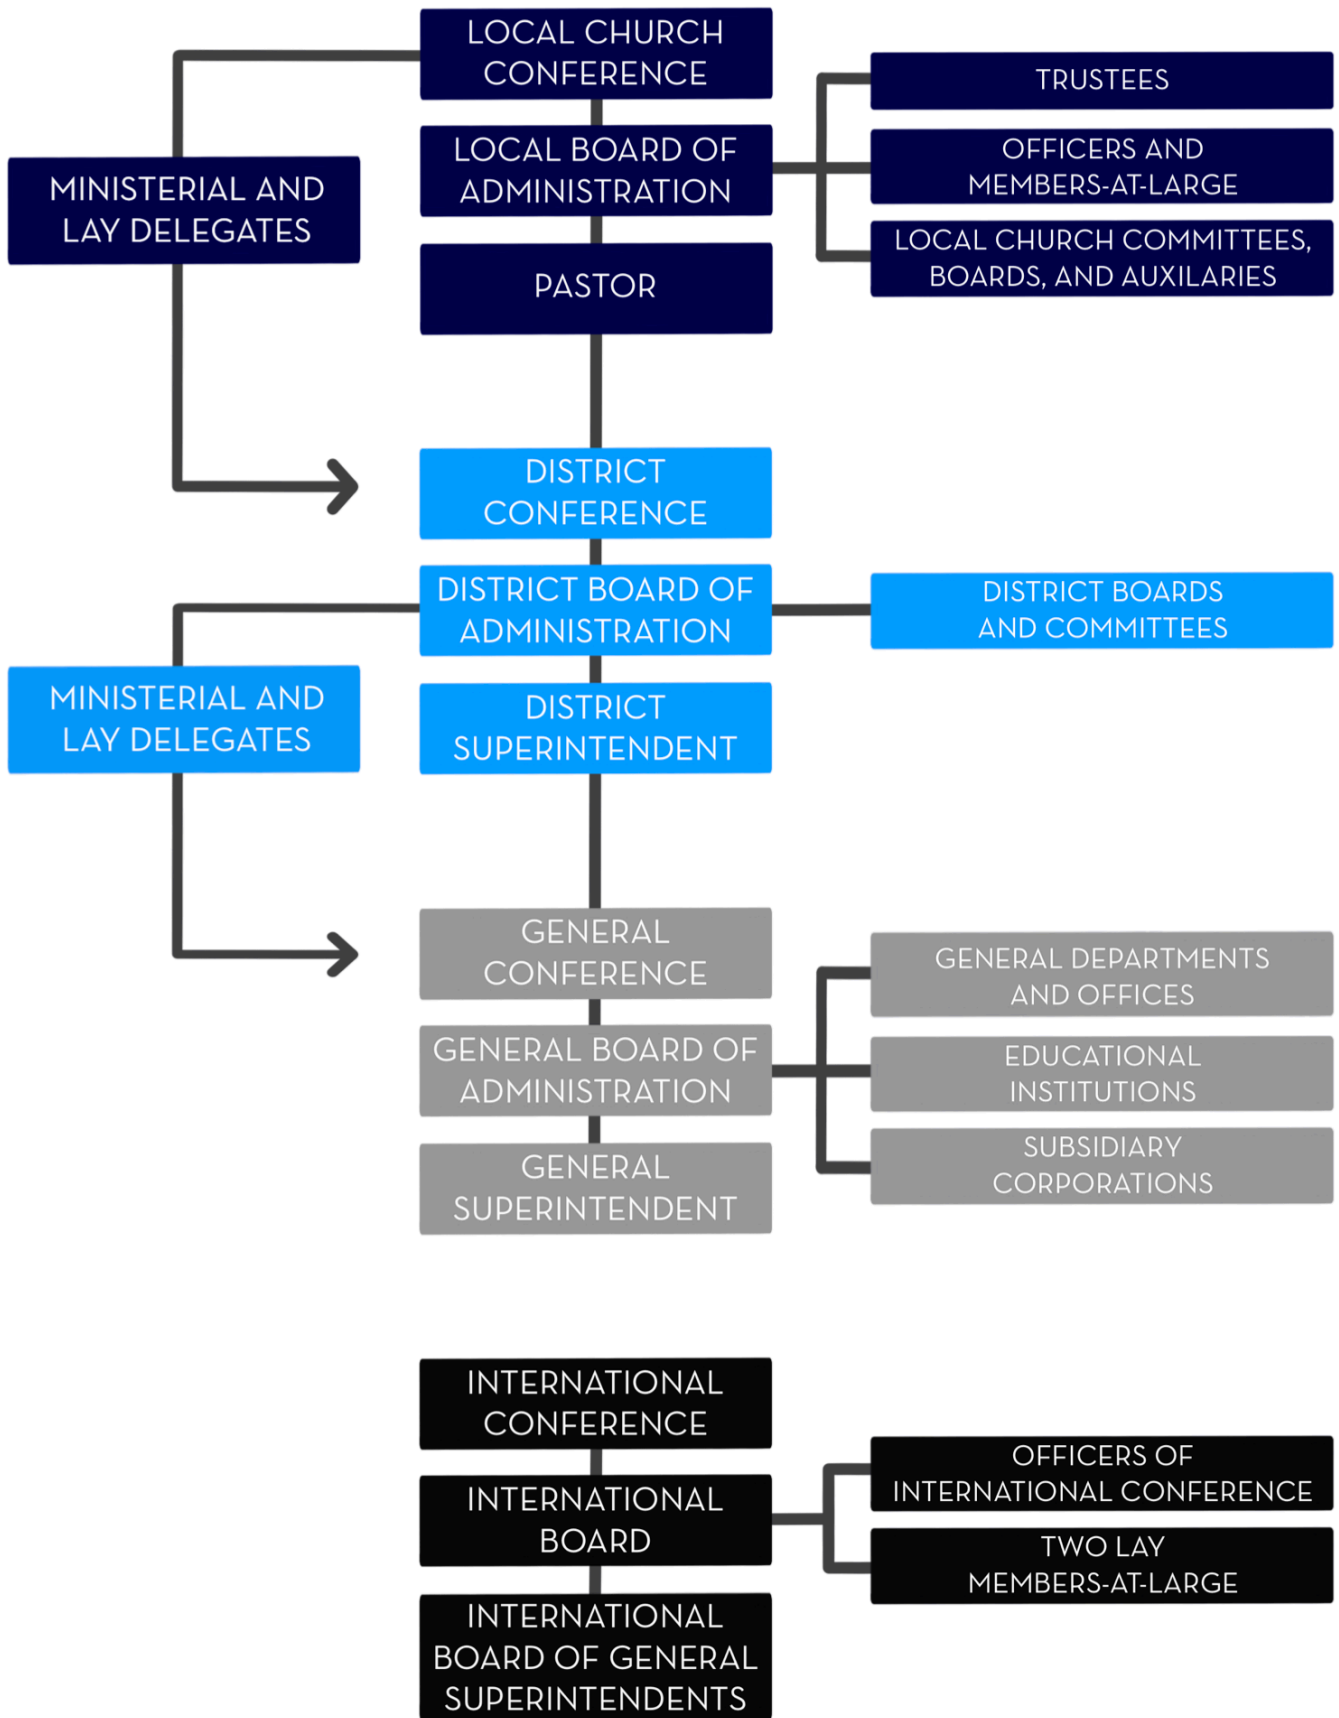 LOCAL CHURCH
CONFERENCE
TRUSTEES
LOCAL BOARD OF
ADMINISTRATION
OFFICERS AND
MEMBERS-AT-LARGE
MINISTERIAL AND
LAY DELEGATES
LOCAL CHURCH COMMITTEES,
BOARDS, AND AUXILARIES
PASTOR
DISTRICT
CONFERENCE
DISTRICT BOARD OF
ADMINISTRATION
DISTRICT BOARDS
AND COMMITTEES
MINISTERIAL AND
LAY DELEGATES
DISTRICT
SUPERINTENDENT
GENERAL
CONFERENCE
GENERAL DEPARTMENTS
AND OFFICES
GENERAL BOARD OF
ADMINISTRATION
EDUCATIONAL
INSTITUTIONS
GENERAL
SUPERINTENDENT
SUBSIDIARY
CORPORATIONS
INTERNATIONAL
CONFERENCE
OFFICERS OF
INTERNATIONAL CONFERENCE
INTERNATIONAL
BOARD
TWO LAY
MEMBERS-AT-LARGE
INTERNATIONAL
BOARD OF GENERAL
SUPERINTENDENTS